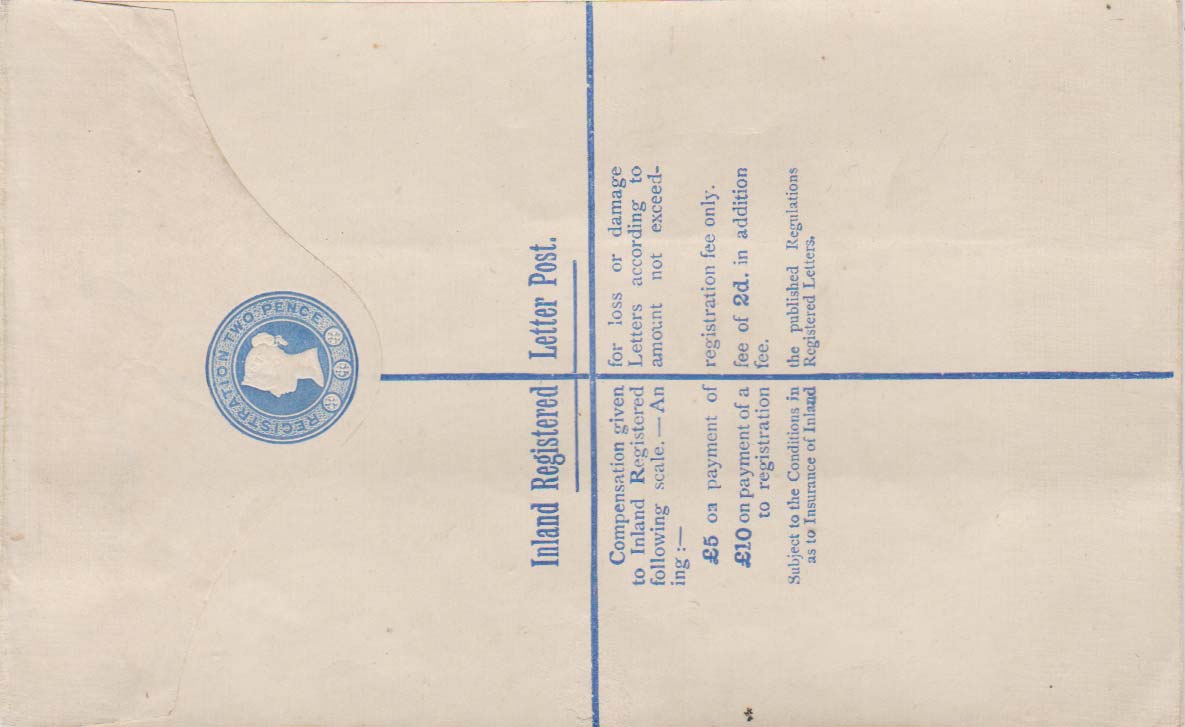 REGISTRATION TWO PENCE
Inland Registered Letter Post.
Compensation given for loss or damage
to Inland Registered Letters according to
following scale.—An amount not exceed-
ing :—
£5 on payment of registration fee only.
£10 on payment of a fee of 2d. in addition
to registration fee.
Subject to the Conditions in the published Regulations
as to Insurance of Inland Registered Letters.